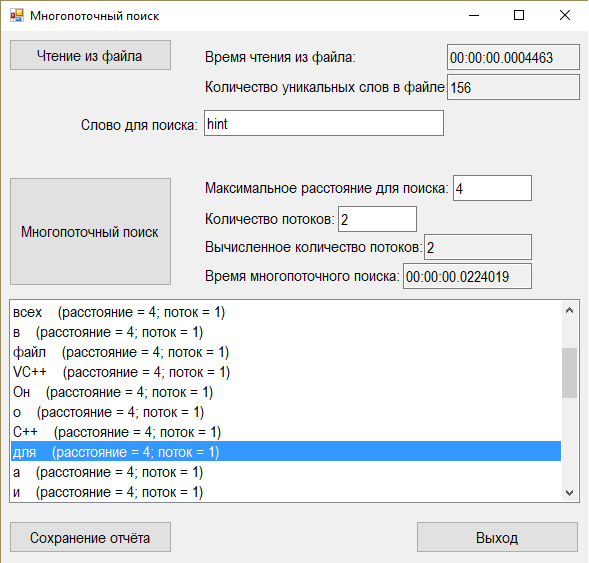 Многопоточный поиск
Чтение из файла
Время чтения из файла: 00:00:00.0004463
Количество уникальных слов в файле: 156
Слово для поиска: hint
Максимальное расстояние для поиска: 4
Многопоточный поиск
Количество потоков: 2
Вычисленное количество потоков: 2
Время многопоточного поиска: 00:00:00.0224019
всех (расстояние = 4; поток = 1)
в (расстояние = 4; поток = 1)
файл (расстояние = 4; поток = 1)
VC++ (расстояние = 4; поток = 1)
Он (расстояние = 4; поток = 1)
о (расстояние = 4; поток = 1)
C++ (расстояние = 4; поток = 1)
для (расстояние = 4; поток = 1)
а (расстояние = 4; поток = 1)
и (расстояние = 4; поток = 1)
Сохранение отчёта
Выход